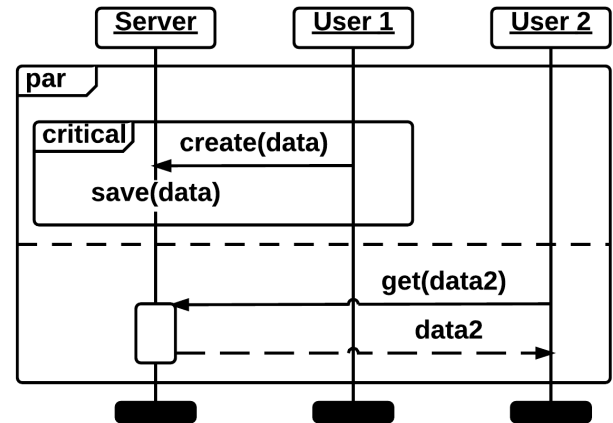 Server
User 1
User 2
par
critical
create(data)
save(data)
get(data2)
data2